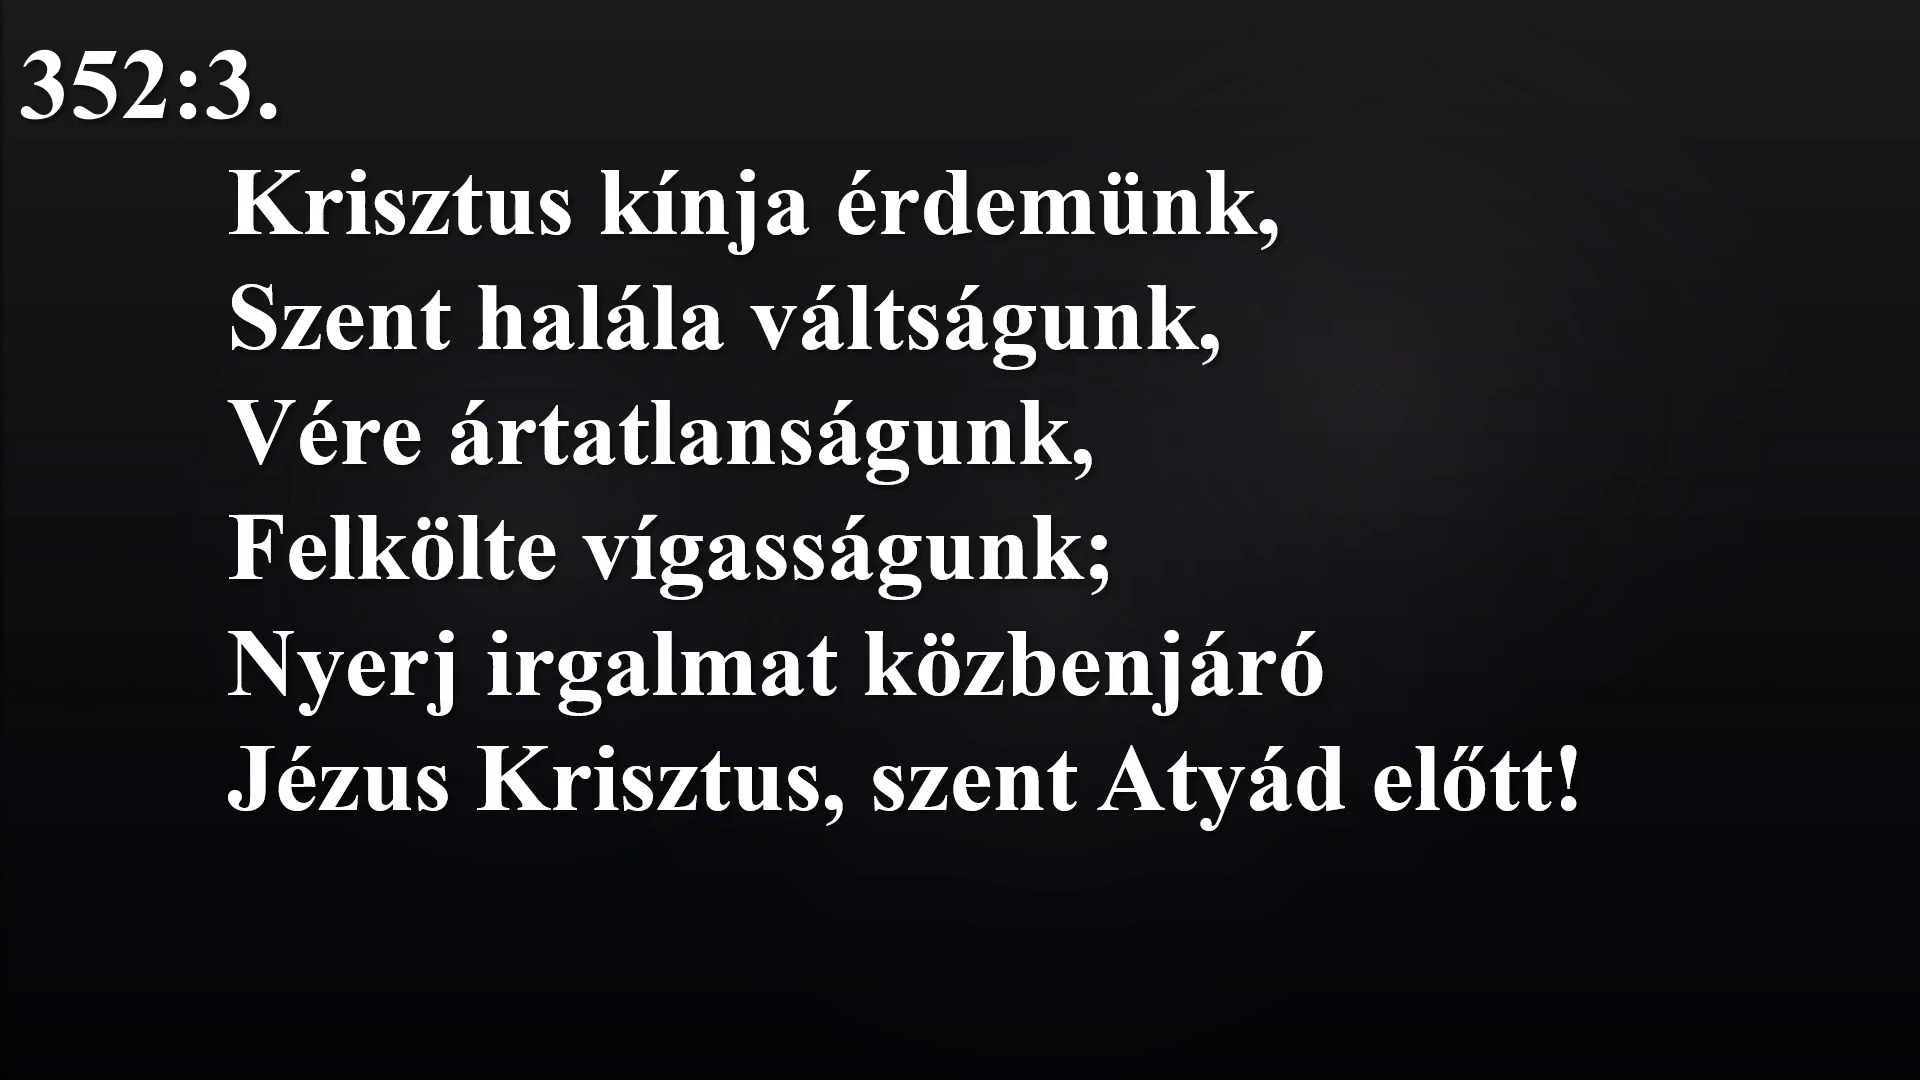 352:3.
Krisztus kínja érdemünk,
Szent halála váltságunk,
Vére ártatlanságunk,
Felkölte vígasságunk;
Nyerj irgalmat közbenjáró
Jézus Krisztus, szent Atyád előtt!